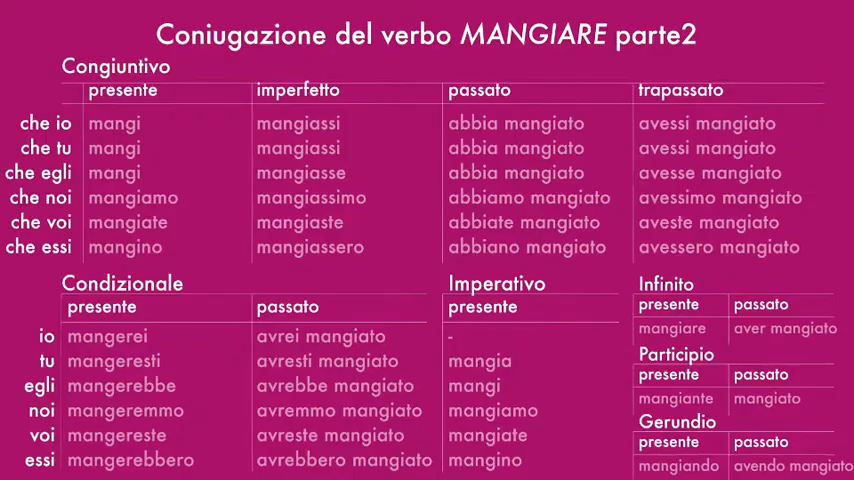 Coniugazione del verbo MANGIARE parte2
Congiuntivo
presente imperfetto passato trapassato
che io mangi mangiassi abbia mangiato avessi mangiato
che tu mangi mangiassi abbia mangiato avessi mangiato
che egli mangi mangiasse abbia mangiato avesse mangiato
che noi mangiamo mangiassimo abbiamo mangiato avessimo mangiato
che voi mangiate mangiaste abbiate mangiato aveste mangiato
che essi mangino mangiassero abbiano mangiato avessero mangiato
Condizionale
presente passato
io mangerei avrei mangiato
tu mangeresti avresti mangiato
egli mangerebbe avrebbe mangiato
noi mangeremmo avremmo mangiato
voi mangereste avreste mangiato
essi mangerebbero avrebbero mangiato
Imperativo
presente
-
mangia
mangi
mangiamo
mangiate
mangino
Infinito
presente passato
mangiare aver mangiato
Participio
presente passato
mangiante mangiato
Gerundio
presente passato
mangiando avendo mangiato